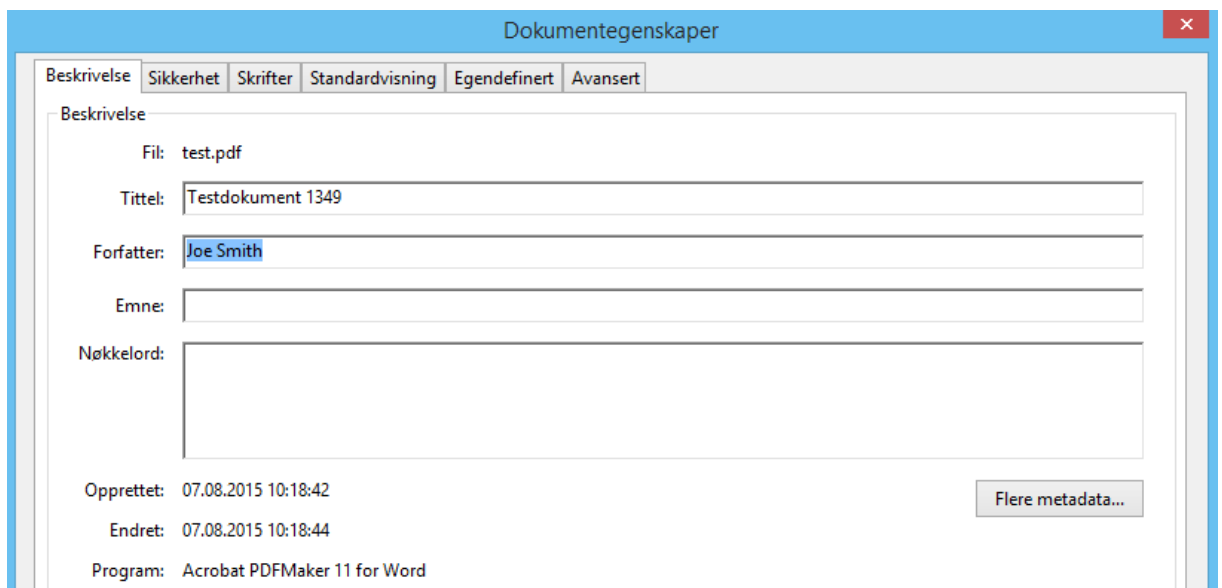 Dokumentegenskaper
Beskrivelse Sikkerhet Skrifter Standardvisning Egendefinert Avansert
Beskrivelse
Fil: test.pdf
Tittel: Testdokument 1349
Forfatter: Joe Smith
Emne:
Nøkkelord:
Opprettet: 07.08.2015 10:18:42
Flere metadata...
Endret: 07.08.2015 10:18:44
Program: Acrobat PDFMaker 11 for Word